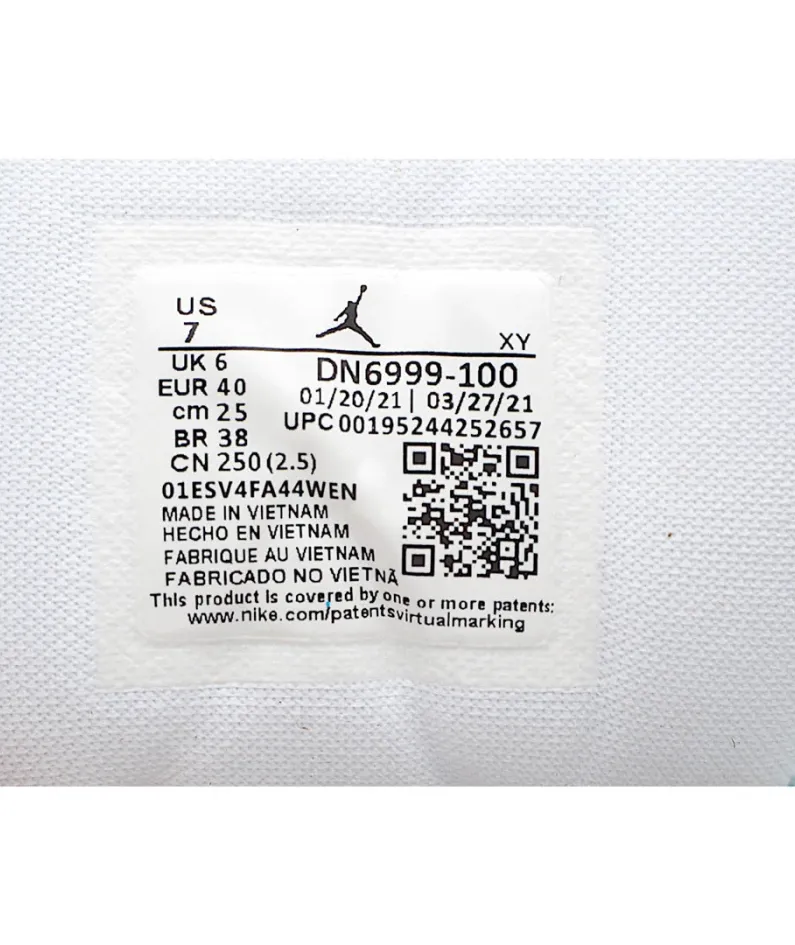 US
7
XY
UK 6
EUR 40
cm 25
BR 38
CN 250 (2.5)
DN6999-100
01/20/21| 03/27/21
UPC 00195244252657
01ESV4FA44WEN
MADE IN VIETNAM
HECHO EN VIETNAM
FABRIQUE AU VIETNAM
FABRICADO NO VIETNÃ
This product Is covered by one or more patents:
www.nike.com/patentsvirtualmarking